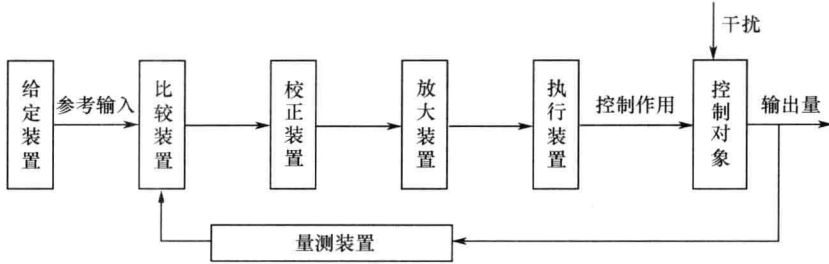 干扰
给定装置
参考输入
比较装置
校正装置
放大装置
执行装置
控制作用
控制对象
输出量
量测装置